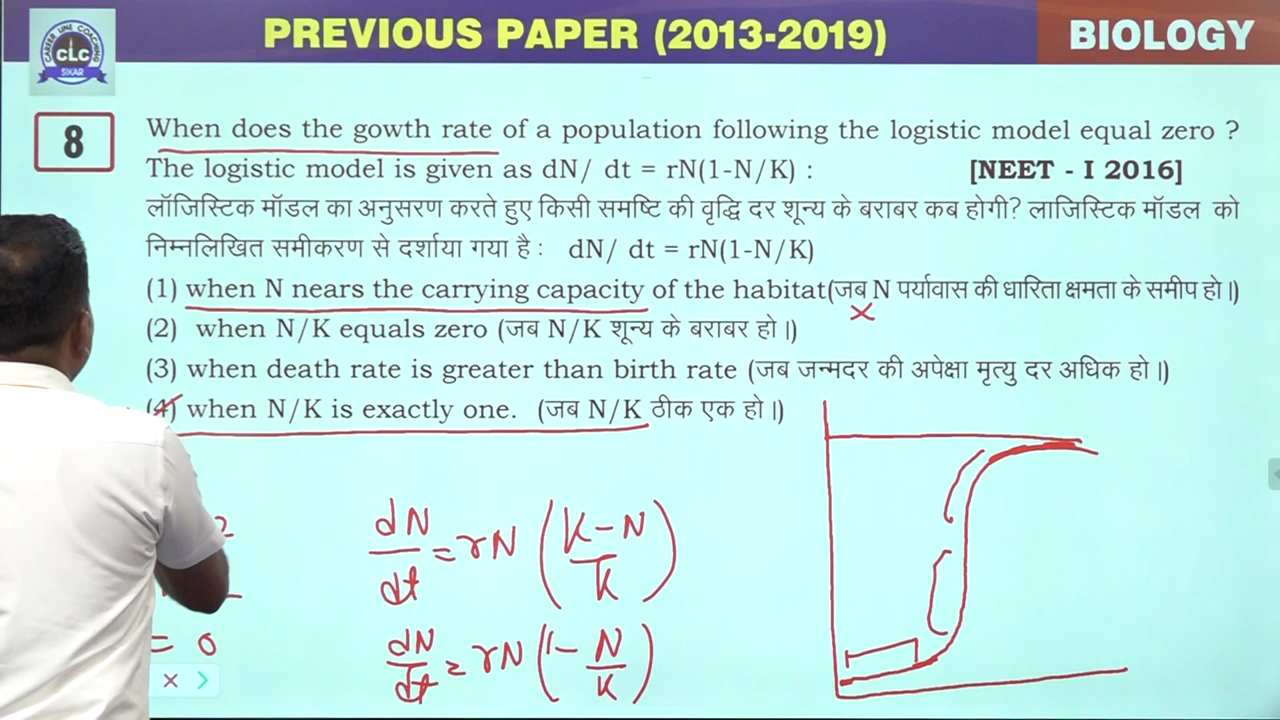 PREVIOUS PAPER (2013-2019)
BIOLOGY
CAREER LINE COACHING
CLC
SIKAR
8
When does the gowth rate of a population following the logistic model equal zero ?
The logistic model is given as dN/ dt = rN(1-N/K) : [NEET - I 2016]
लॉजिस्टिक मॉडल का अनुसरण करते हुए किसी समष्टि की वृद्धि दर शून्य के बराबर कब होगी? लाजिस्टिक मॉडल को
निम्नलिखित समीकरण से दर्शाया गया है : dN/ dt = rN(1-N/K)
(1) when N nears the carrying capacity of the habitat(जब N पर्यावास की धारिता क्षमता के समीप हो।)
(2) when N/K equals zero (जब N/K शून्य के बराबर हो।)
(3) when death rate is greater than birth rate (जब जन्मदर की अपेक्षा मृत्यु दर अधिक हो।)
(4) when N/K is exactly one. (जब N/K ठीक एक हो।)
dN/dt = rN (K-N/K)
dN/dt = rN (1-N/K)
= 0